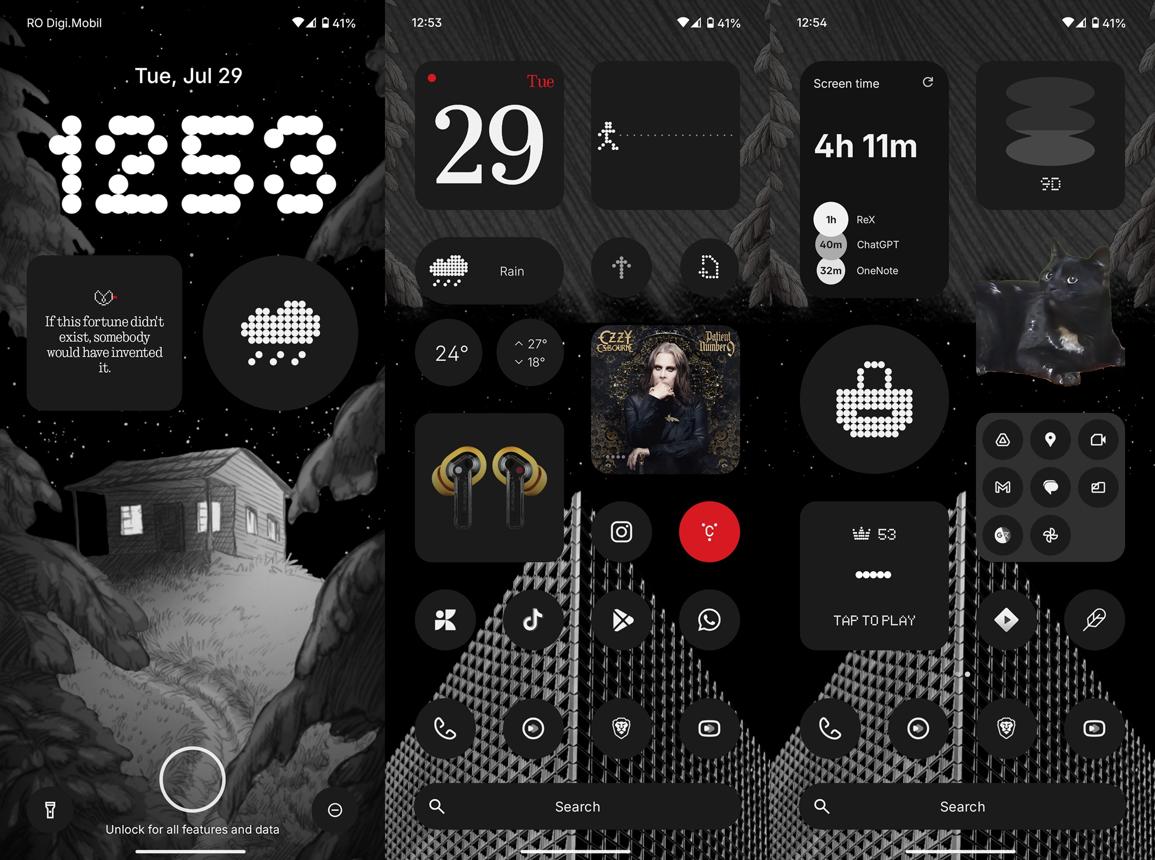 RO Digi.Mobil
41%
Tue, Jul 29
1253
If this fortune didn't
exist, somebody
would have invented
it.
Unlock for all features and data
12:53
41%
Tue
29
Rain
24°
27°
18°
OZZY
OSBOURNE
Patient
Number 9
°C
Search
12:54
41%
Screen time
4h 11m
1h ReX
40m ChatGPT
32m OneNote
9D
53
TAP TO PLAY
Search